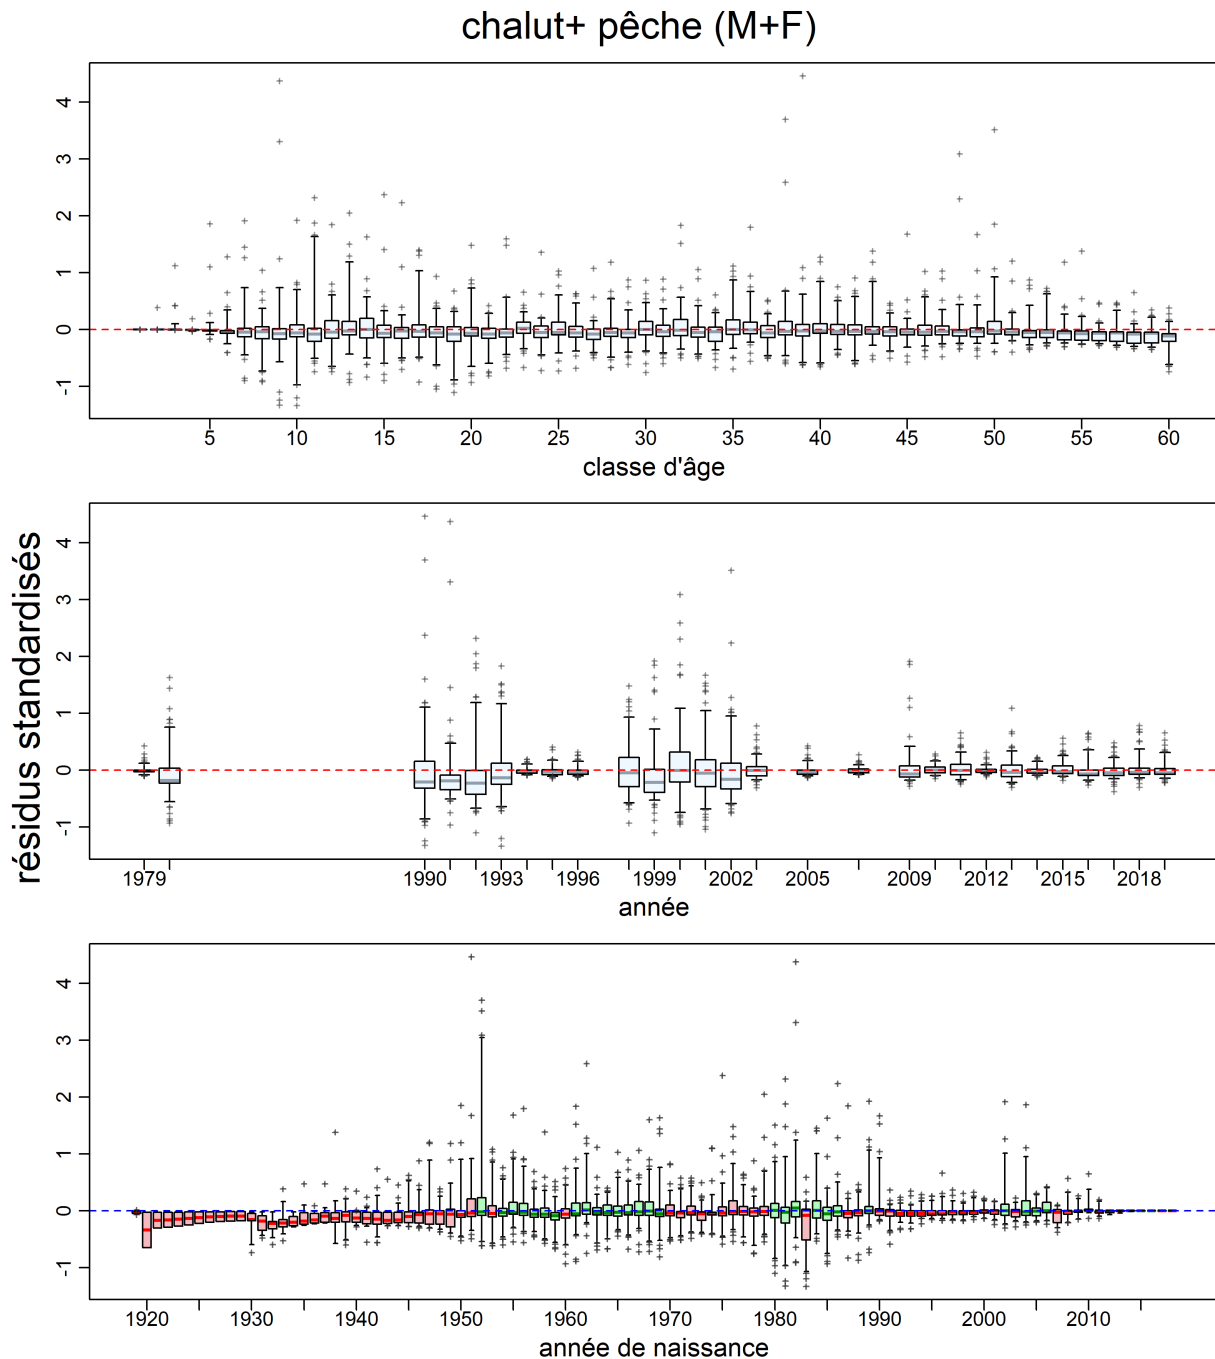 chalut+ pêche (M+F)
-1 0 1 2 3 4
5 10 15 20 25 30 35 40 45 50 55 60
classe d'âge
résidus standardisés
-1 0 1 2 3 4
1979 1990 1993 1996 1999 2002 2005 2009 2012 2015 2018
année
-1 0 1 2 3 4
1920 1930 1940 1950 1960 1970 1980 1990 2000 2010
année de naissance